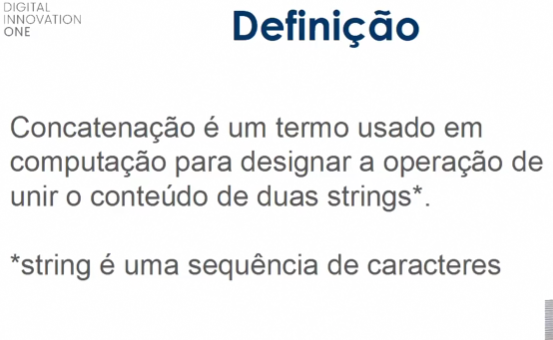 DIGITAL
INNOVATION
ONE
Definição
Concatenação é um termo usado em
computação para designar a operação de
unir o conteúdo de duas strings*.
*string é uma sequência de caracteres